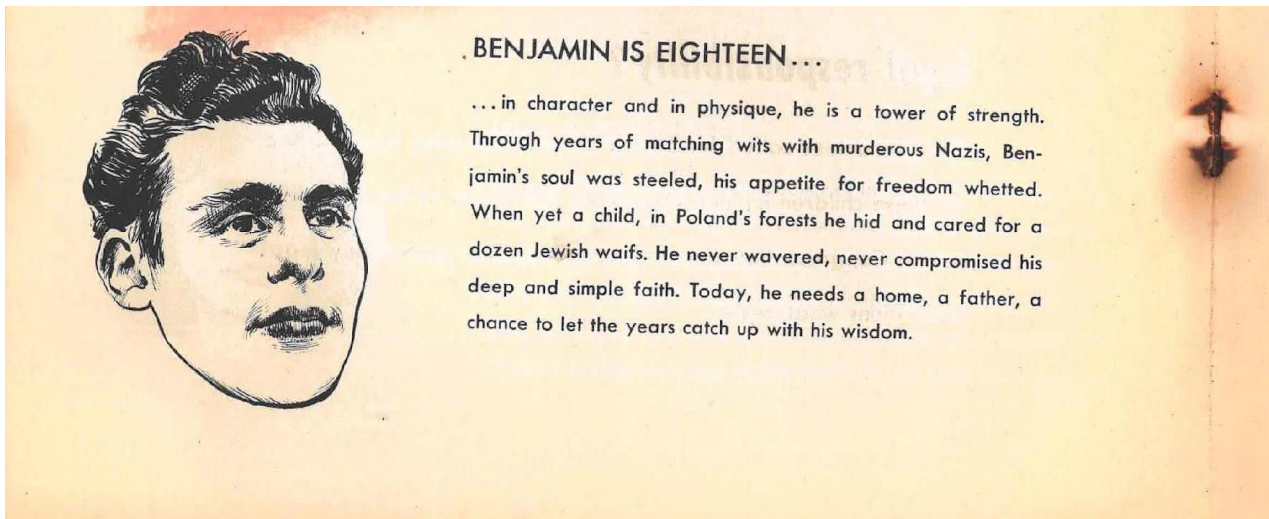 BENJAMIN IS EIGHTEEN...
...in character and in physique, he is a tower of strength.
Through years of matching wits with murderous Nazis, Ben-
jamin's soul was steeled, his appetite for freedom whetted.
When yet a child, in Poland's forests he hid and cared for a
dozen Jewish waifs. He never wavered, never compromised his
deep and simple faith. Today, he needs a home, a father, a
chance to let the years catch up with his wisdom.